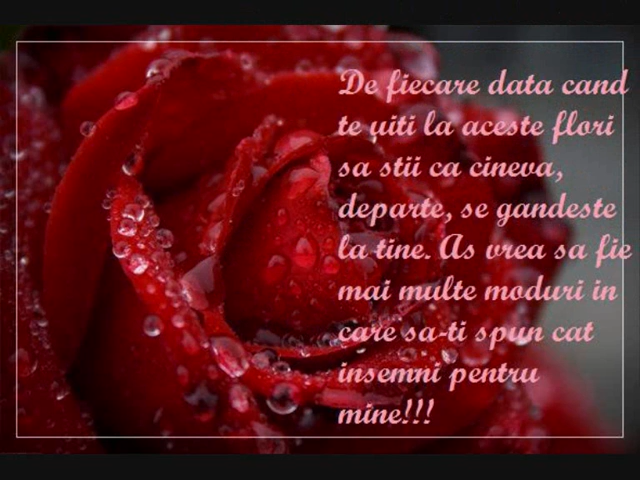 De fiecare data cand
te uiti la aceste flori
sa stii ca cineva,
departe, se gandeste
la tine. As vrea sa fie
mai multe moduri in
care sa-ti spun cat
insemni pentru
mine!!!